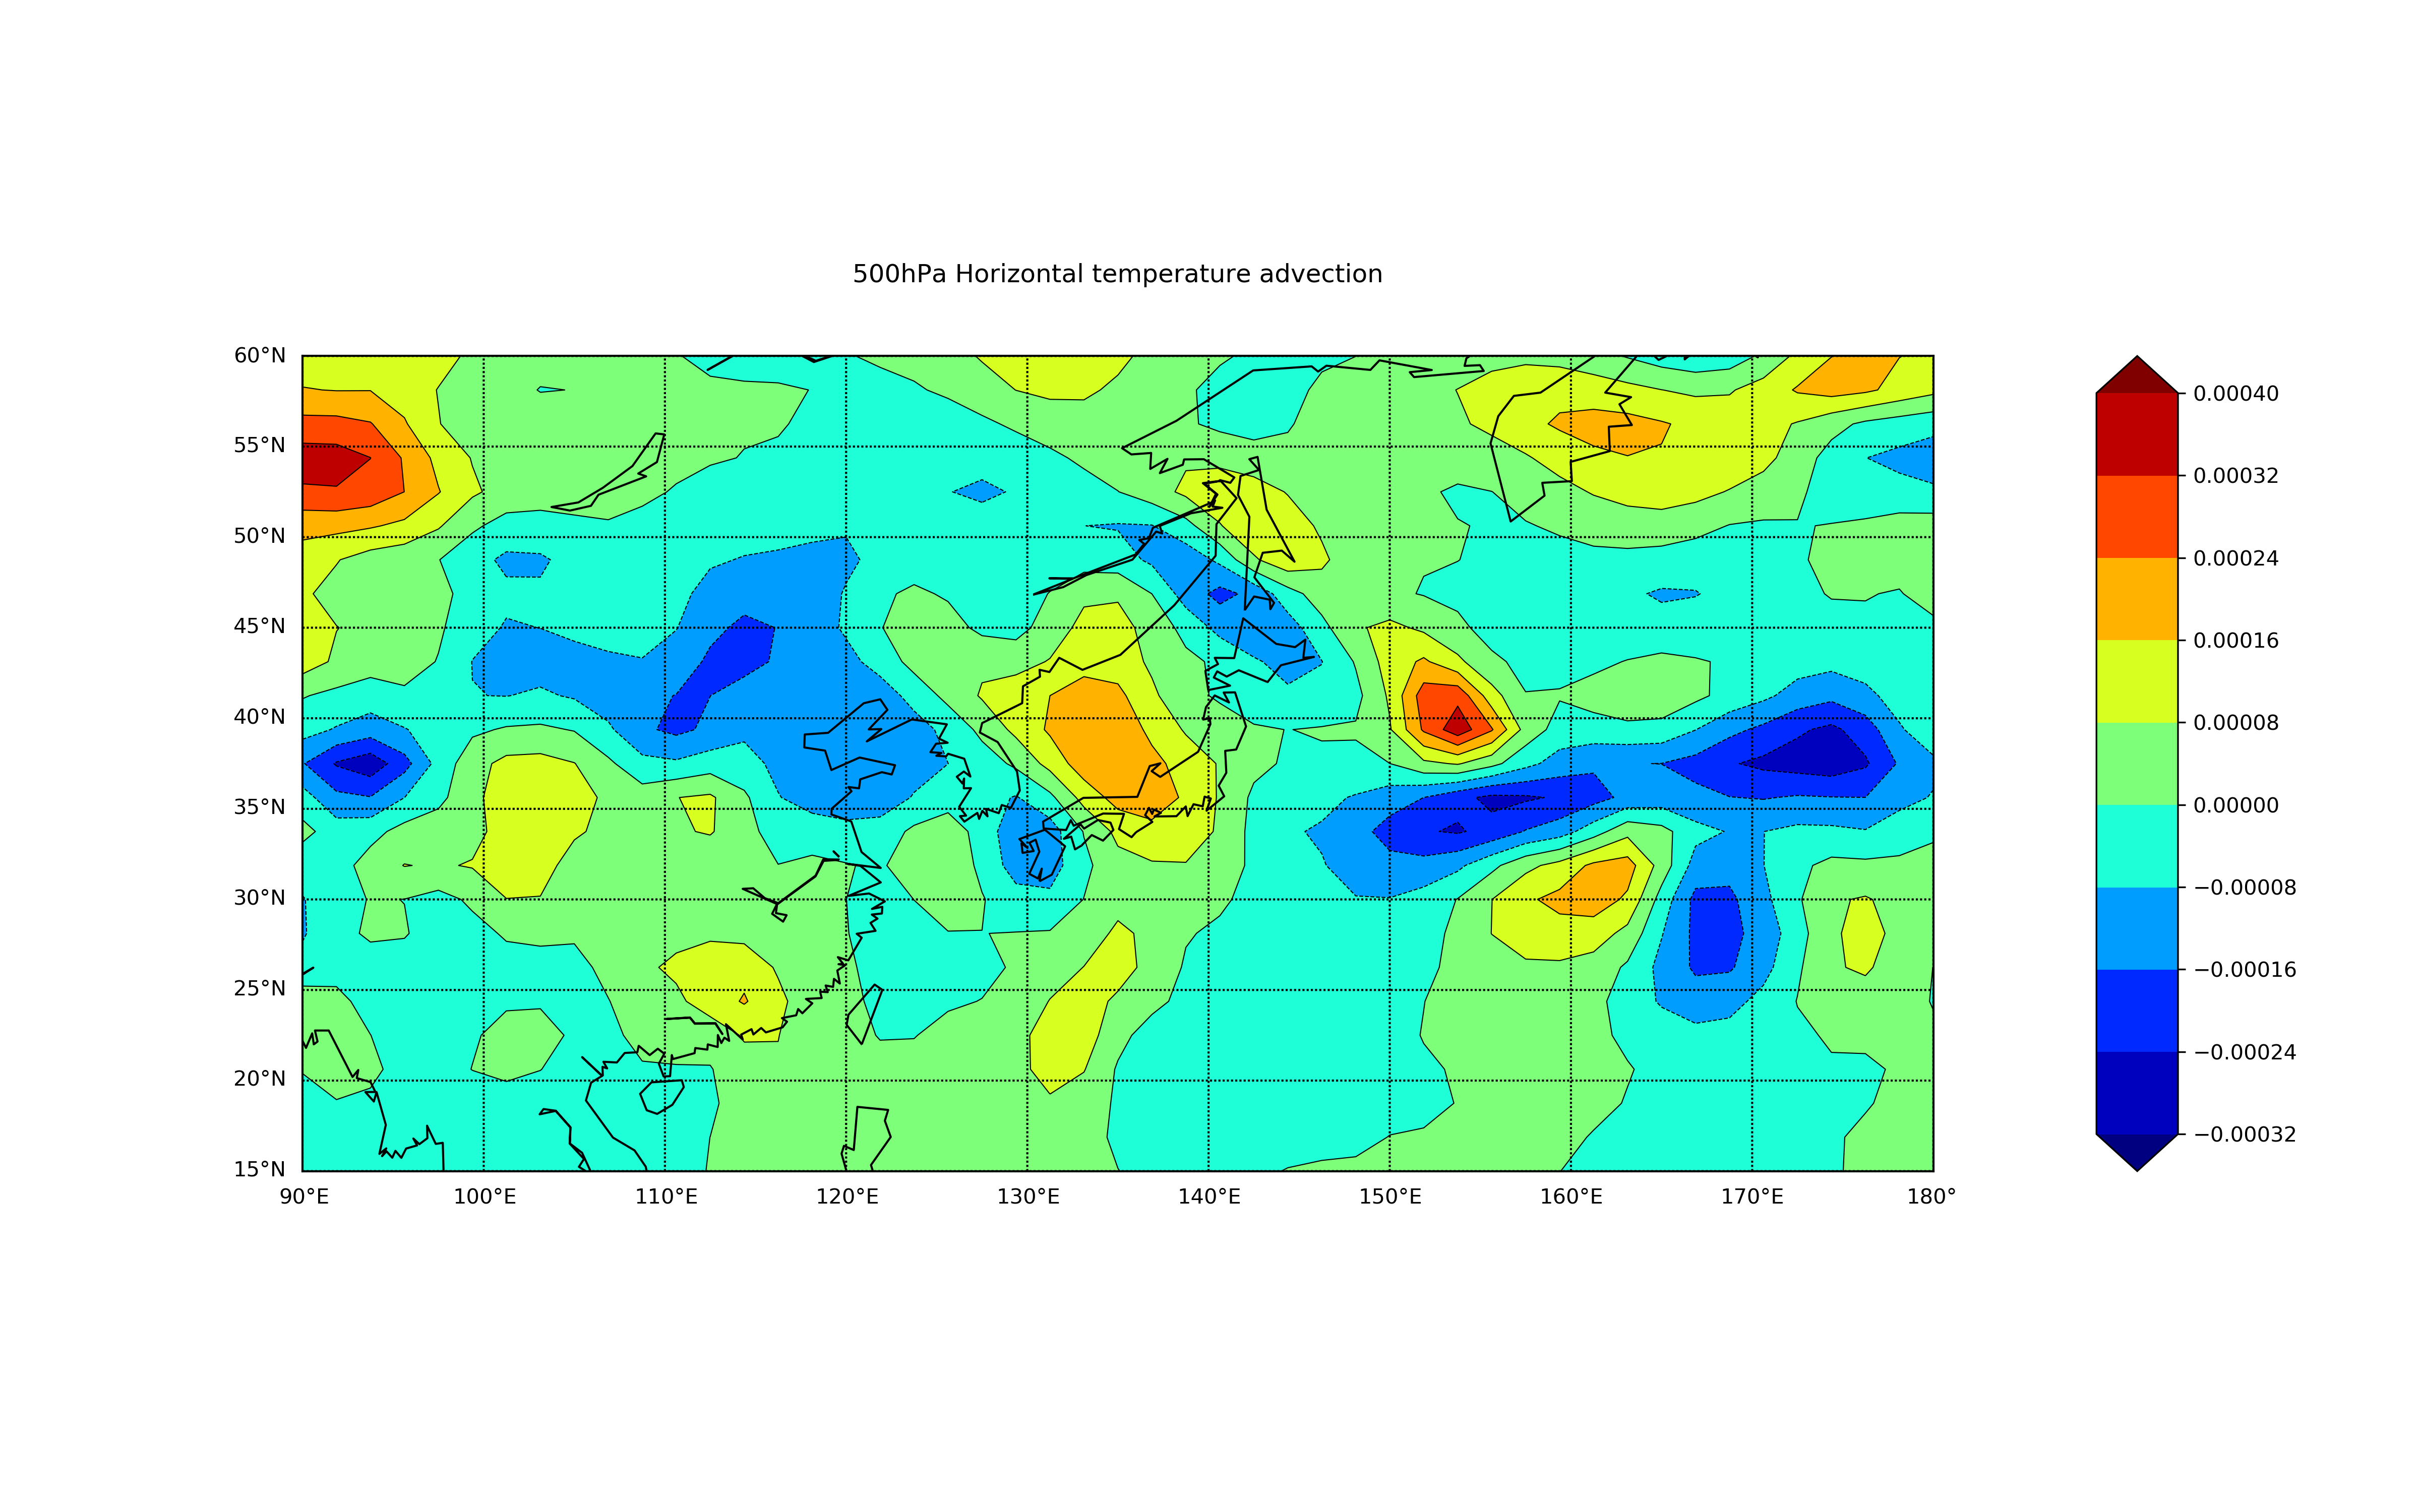 500hPa Horizontal temperature advection
60°N
55°N
50°N
45°N
40°N
35°N
30°N
25°N
20°N
15°N
90°E 100°E 110°E 120°E 130°E 140°E 150°E 160°E 170°E 180°
0.00040
0.00032
0.00024
0.00016
0.00008
0.00000
−0.00008
−0.00016
−0.00024
−0.00032